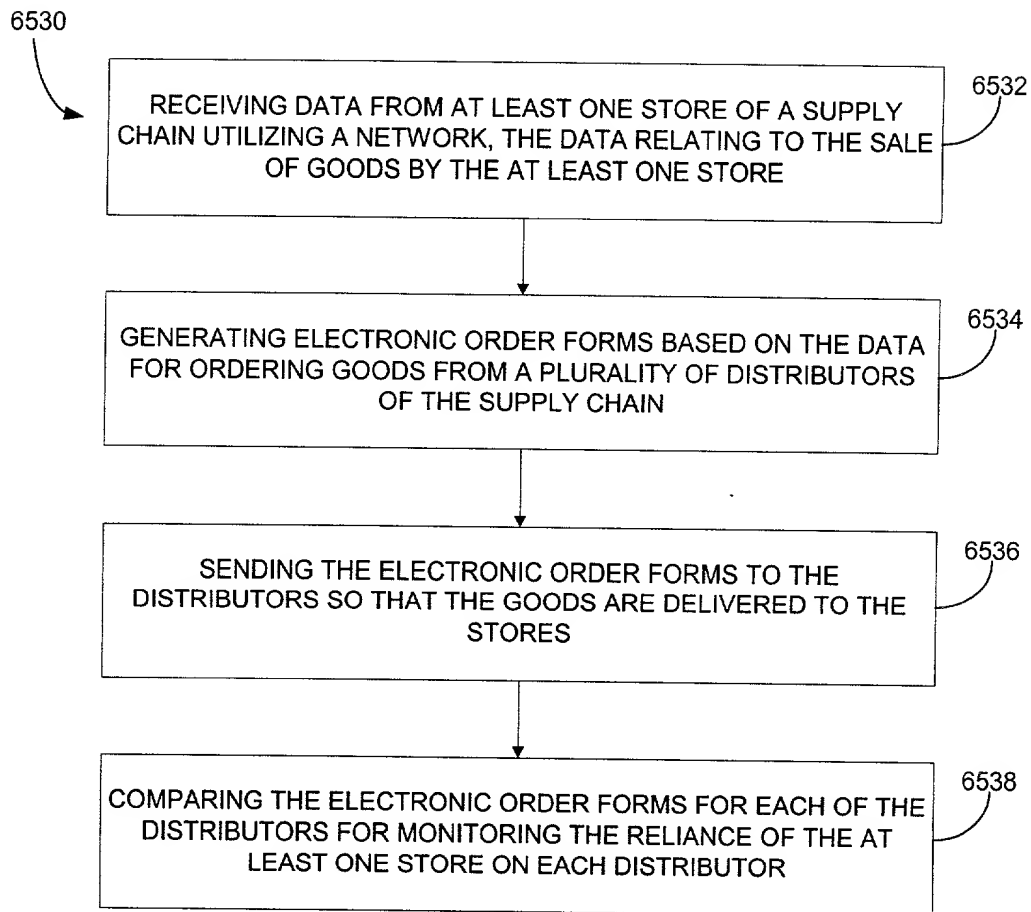 6530
RECEIVING DATA FROM AT LEAST ONE STORE OF A SUPPLY
CHAIN UTILIZING A NETWORK, THE DATA RELATING TO THE SALE
OF GOODS BY THE AT LEAST ONE STORE
6532
GENERATING ELECTRONIC ORDER FORMS BASED ON THE DATA
FOR ORDERING GOODS FROM A PLURALITY OF DISTRIBUTORS
OF THE SUPPLY CHAIN
6534
SENDING THE ELECTRONIC ORDER FORMS TO THE
DISTRIBUTORS SO THAT THE GOODS ARE DELIVERED TO THE
STORES
6536
COMPARING THE ELECTRONIC ORDER FORMS FOR EACH OF THE
DISTRIBUTORS FOR MONITORING THE RELIANCE OF THE AT
LEAST ONE STORE ON EACH DISTRIBUTOR
6538